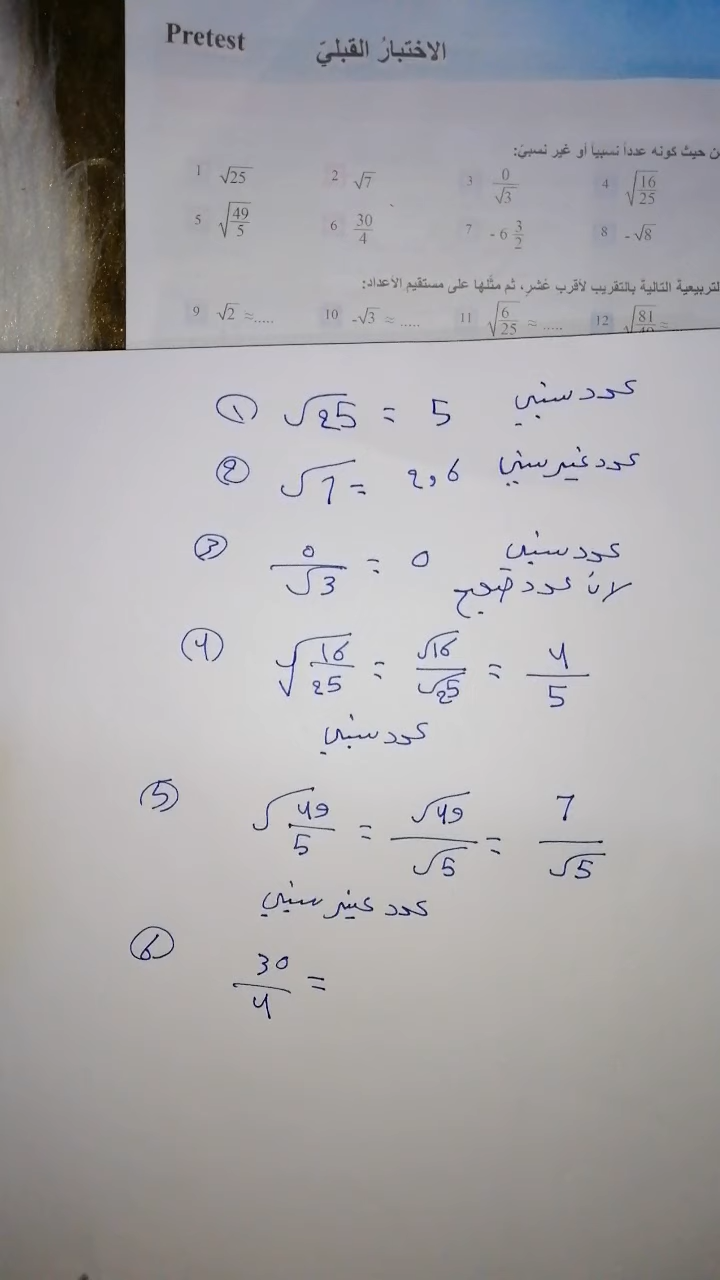 Pretest الاختبارُ القبليّ
ن حيث كونه عدداً نسبياً أو غير نسبيّ:
1 √25 2 √7 3 0/√3 4 √(16/25)
5 √(49/5) 6 30/4 7 - 6 3/2 8 - √8
لتربيعية التالية بالتقريب لأقرب عُشرٍ، ثم مثّلها على مستقيم الأعداد:
9 √2 ≈..... 10 -√3 ≈ ..... 11 √(6/25) ≈ ..... 12
① √25 = 5 عدد نسبي
② √7 = 2,6 عدد غير نسبي
③ 0/√3 = 0 عدد نسبي
لانه عدد صحيح
④ √(16/25) = √16/√25 = 4/5
عدد نسبي
⑤ √(49/5) = √49/√5 = 7/√5
عدد غير نسبي
⑥ 30/4 =